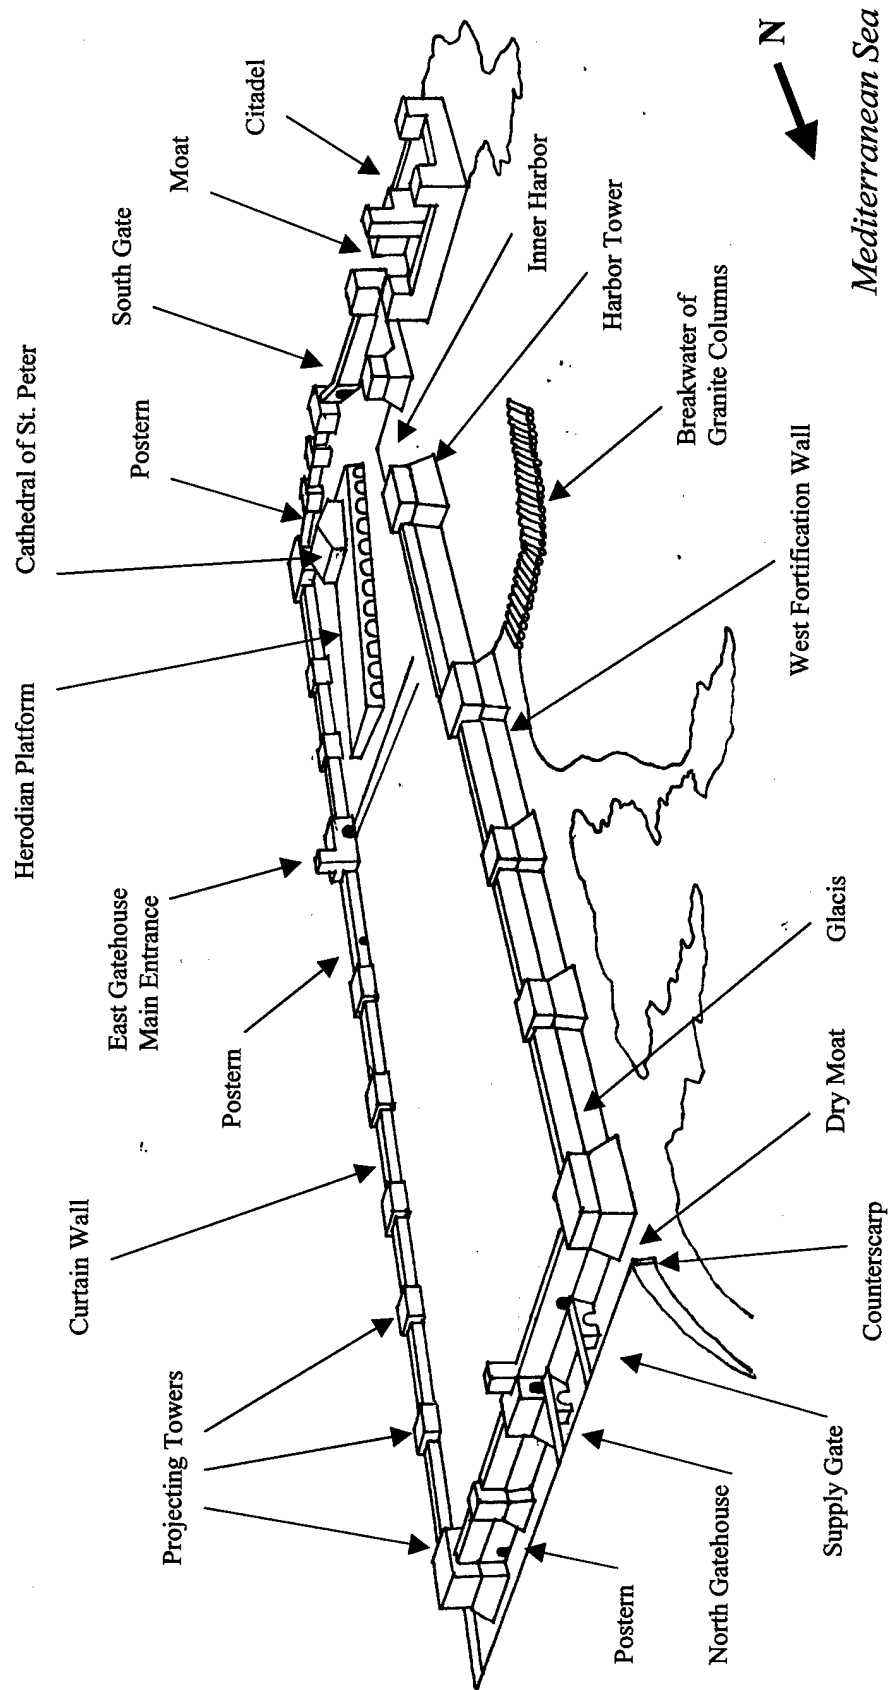 Projecting Towers
Curtain Wall
Postern
East Gatehouse
Main Entrance
Herodian Platform
Cathedral of St. Peter
Postern
South Gate
Moat
Citadel
Inner Harbor
Harbor Tower
Breakwater of
Granite Columns
West Fortification Wall
Glacis
Dry Moat
Counterscarp
Supply Gate
North Gatehouse
Postern
N
Mediterranean Sea